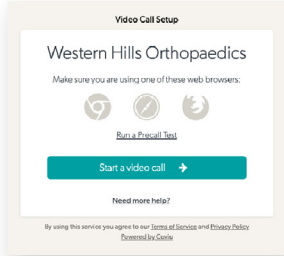 Video Call Setup
Western Hills Orthopaedics
Make sure you are using one of these web browsers:
Run a Precall Test
Start a video call
Need more help?
By using this service you agree to our Terms of Service and Privacy Policy
Powered by Coviu